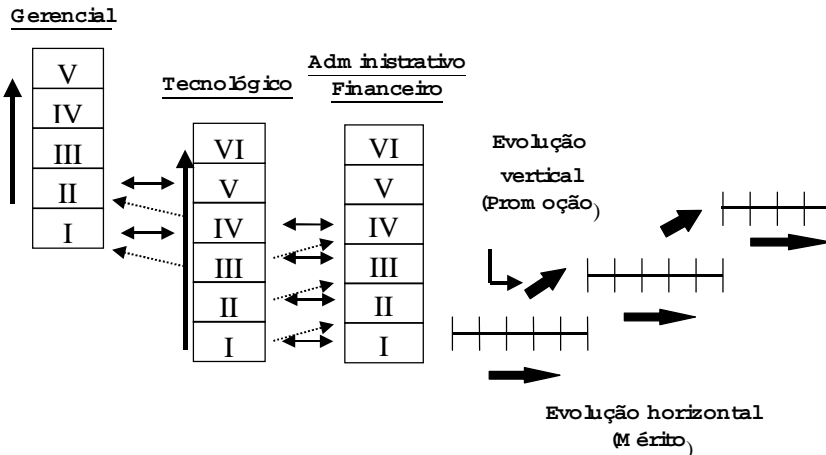 Gerencial
V
IV
III
II
I
Tecnológico
VI
V
IV
III
II
I
Administrativo
Financeiro
VI
V
IV
III
II
I
Evolução
vertical
(Promoção)
Evolução horizontal
(Mérito)